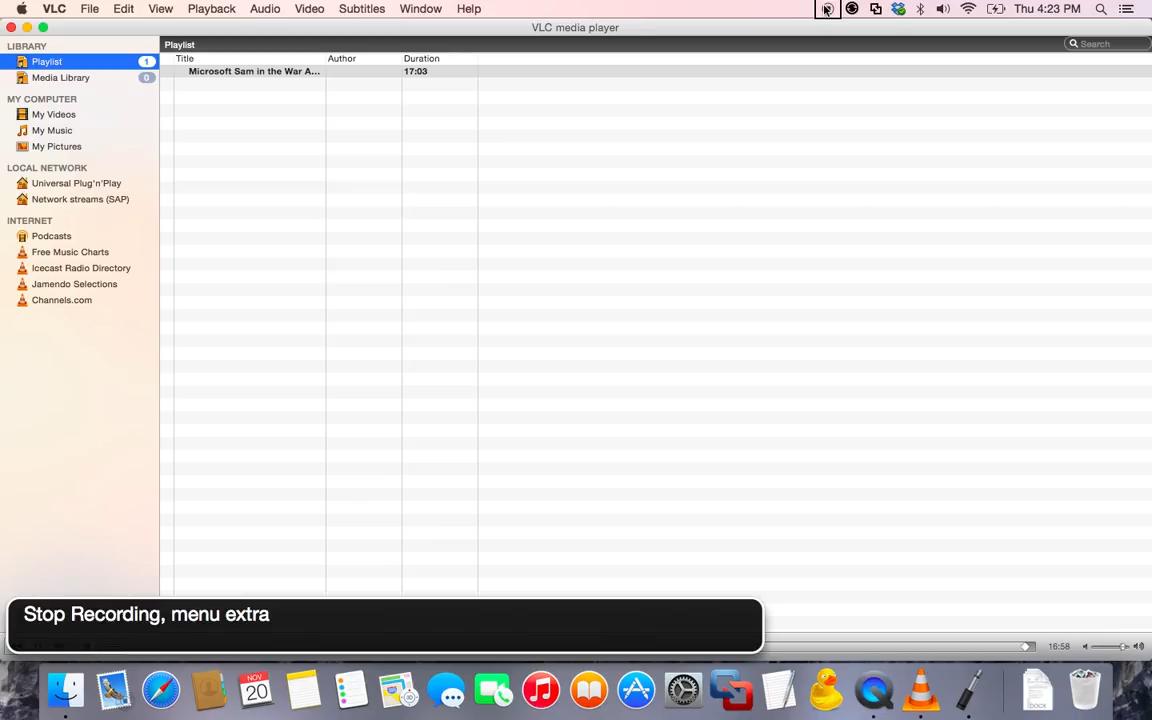 VLC File Edit View Playback Audio Video Subtitles Window Help Thu 4:23 PM
VLC media player
LIBRARY
Playlist 1
Media Library 0
MY COMPUTER
My Videos
My Music
My Pictures
LOCAL NETWORK
Universal Plug'n'Play
Network streams (SAP)
INTERNET
Podcasts
Free Music Charts
Icecast Radio Directory
Jamendo Selections
Channels.com
Playlist Search
Title Author Duration
Microsoft Sam in the War A... 17:03
Stop Recording, menu extra
16:58
NOV
20
DOCX